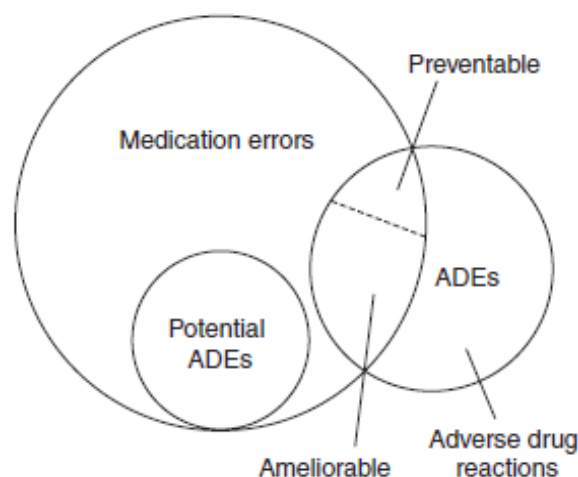 Preventable
Medication errors
ADEs
Potential
ADEs
Adverse drug
reactions
Ameliorable